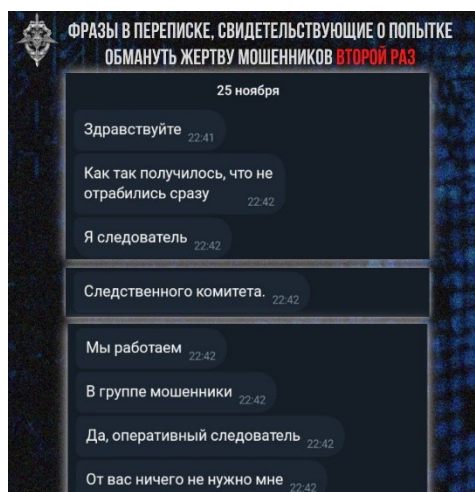 ФРАЗЫ В ПЕРЕПИСКЕ, СВИДЕТЕЛЬСТВУЮЩИЕ О ПОПЫТКЕ
ОБМАНУТЬ ЖЕРТВУ МОШЕННИКОВ ВТОРОЙ РАЗ
25 ноября
Здравствуйте 22:41
Как так получилось, что не
отрабились сразу 22:42
Я следователь 22:42
Следственного комитета. 22:42
Мы работаем 22:42
В группе мошенники 22:42
Да, оперативный следователь 22:42
От вас ничего не нужно мне 22:42